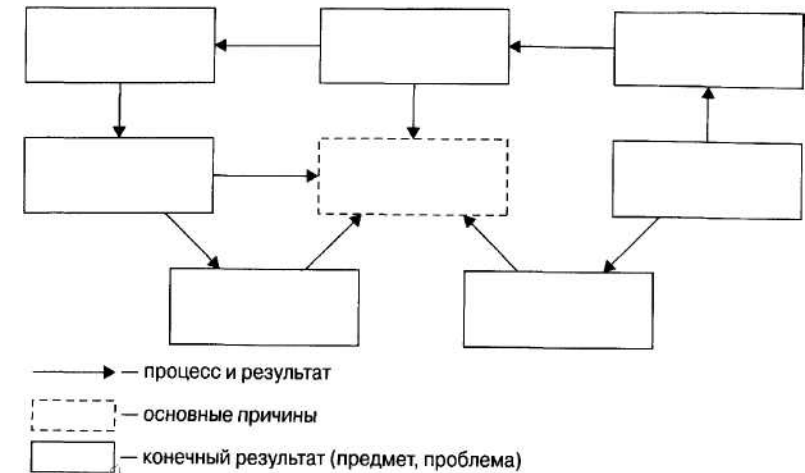 — процесс и результат
— основные причины
— конечный результат (предмет, проблема)